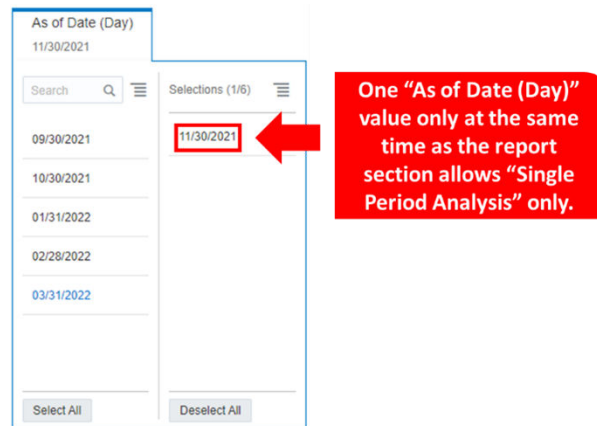 As of Date (Day)
11/30/2021
Search
Selections (1/6)
11/30/2021
09/30/2021
10/30/2021
01/31/2022
02/28/2022
03/31/2022
Select All
Deselect All
One “As of Date (Day)”
value only at the same
time as the report
section allows “Single
Period Analysis” only.